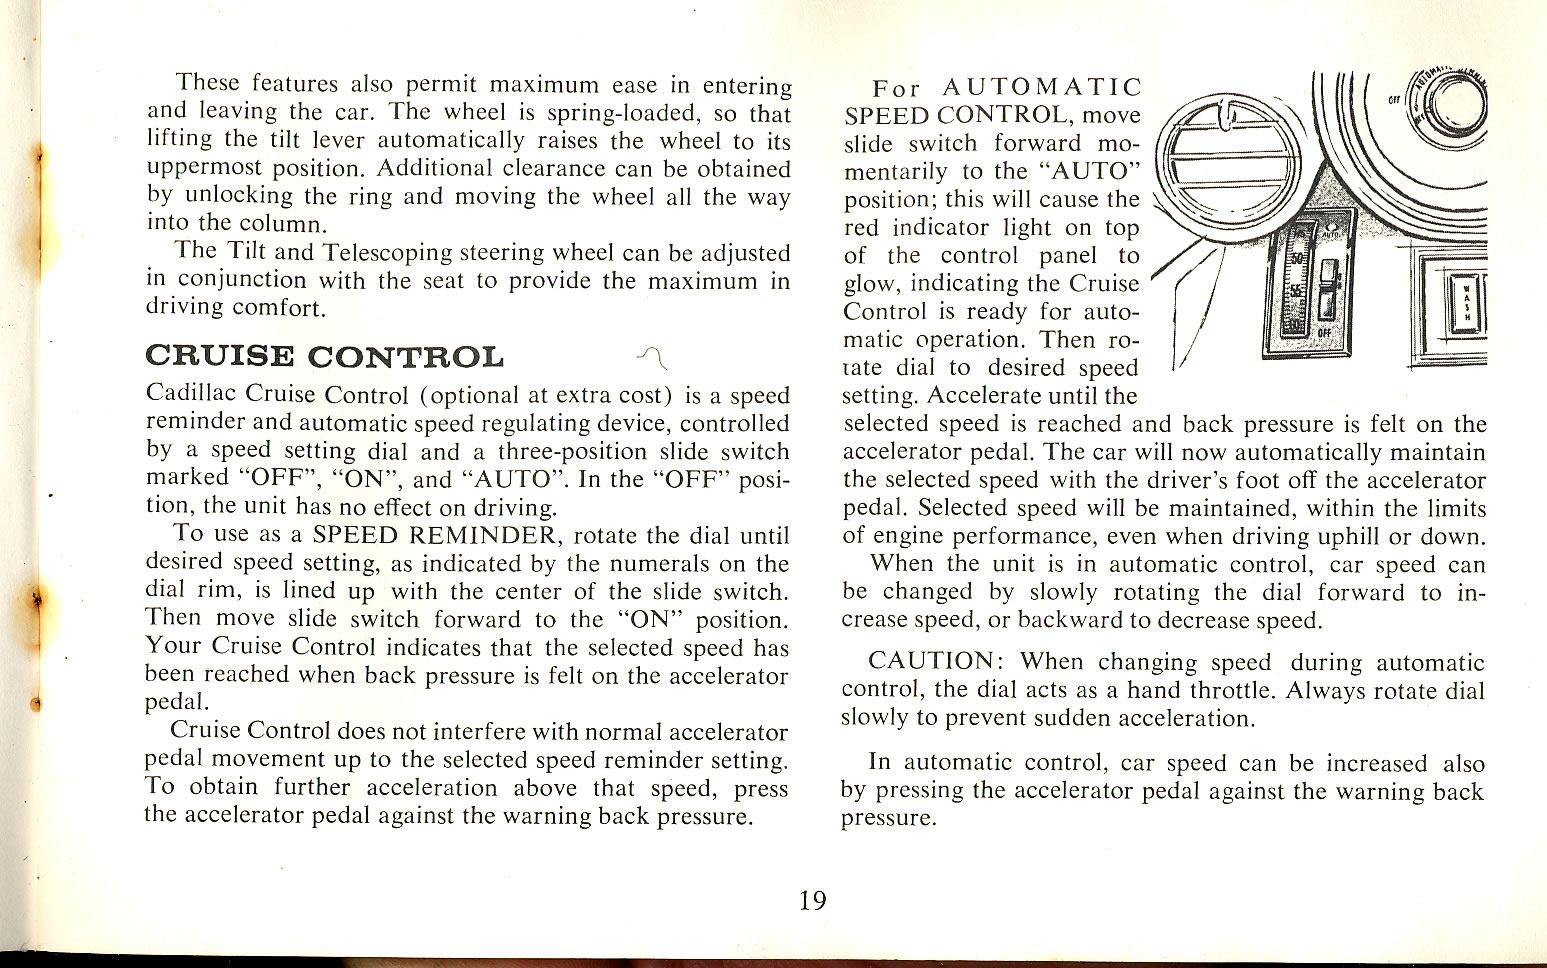 These features also permit maximum ease in entering
and leaving the car. The wheel is spring-loaded, so that
lifting the tilt lever automatically raises the wheel to its
uppermost position. Additional clearance can be obtained
by unlocking the ring and moving the wheel all the way
into the column.
The Tilt and Telescoping steering wheel can be adjusted
in conjunction with the seat to provide the maximum in
driving comfort.
CRUISE CONTROL
Cadillac Cruise Control (optional at extra cost) is a speed
reminder and automatic speed regulating device, controlled
by a speed setting dial and a three-position slide switch
marked “OFF”, “ON”, and “AUTO”. In the “OFF” posi-
tion, the unit has no effect on driving.
To use as a SPEED REMINDER, rotate the dial until
desired speed setting, as indicated by the numerals on the
dial rim, is lined up with the center of the slide switch.
Then move slide switch forward to the “ON” position.
Your Cruise Control indicates that the selected speed has
been reached when back pressure is felt on the accelerator
pedal.
Cruise Control does not interfere with normal accelerator
pedal movement up to the selected speed reminder setting.
To obtain further acceleration above that speed, press
the accelerator pedal against the warning back pressure.
For AUTOMATIC
SPEED CONTROL, move
slide switch forward mo-
mentarily to the “AUTO”
position; this will cause the
red indicator light on top
of the control panel to
glow, indicating the Cruise
Control is ready for auto-
matic operation. Then ro-
tate dial to desired speed
setting. Accelerate until the
selected speed is reached and back pressure is felt on the
accelerator pedal. The car will now automatically maintain
the selected speed with the driver’s foot off the accelerator
pedal. Selected speed will be maintained, within the limits
of engine performance, even when driving uphill or down.
When the unit is in automatic control, car speed can
be changed by slowly rotating the dial forward to in-
crease speed, or backward to decrease speed.
CAUTION: When changing speed during automatic
control, the dial acts as a hand throttle. Always rotate dial
slowly to prevent sudden acceleration.
In automatic control, car speed can be increased also
by pressing the accelerator pedal against the warning back
pressure.
OFF
AUTO.
50
55
60
OFF
WASH
19